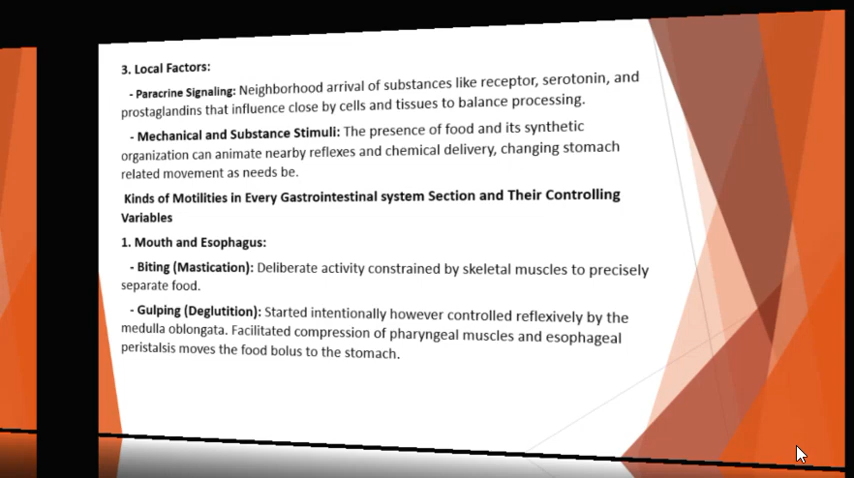 3. Local Factors:
- Paracrine Signaling: Neighborhood arrival of substances like receptor, serotonin, and
prostaglandins that influence close by cells and tissues to balance processing.
- Mechanical and Substance Stimuli: The presence of food and its synthetic
organization can animate nearby reflexes and chemical delivery, changing stomach
related movement as needs be.
Kinds of Motilities in Every Gastrointestinal system Section and Their Controlling
Variables
1. Mouth and Esophagus:
- Biting (Mastication): Deliberate activity constrained by skeletal muscles to precisely
separate food.
- Gulping (Deglutition): Started intentionally however controlled reflexively by the
medulla oblongata. Facilitated compression of pharyngeal muscles and esophageal
peristalsis moves the food bolus to the stomach.